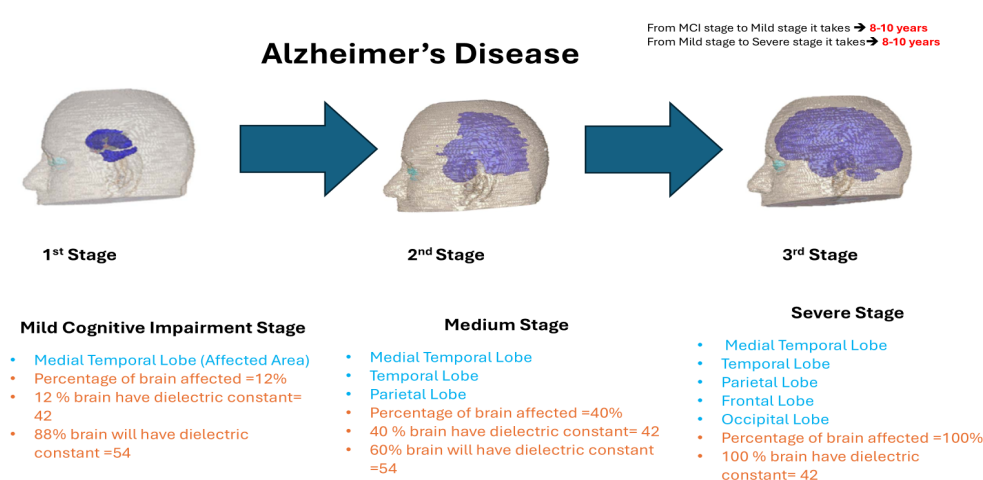 From MCI stage to Mild stage it takes ➔ 8-10 years
From Mild stage to Severe stage it takes➔ 8-10 years
Alzheimer’s Disease
1st Stage
2nd Stage
3rd Stage
Mild Cognitive Impairment Stage
• Medial Temporal Lobe (Affected Area)
• Percentage of brain affected =12%
• 12 % brain have dielectric constant=
42
• 88% brain will have dielectric
constant =54
Medium Stage
• Medial Temporal Lobe
• Temporal Lobe
• Parietal Lobe
• Percentage of brain affected =40%
• 40 % brain have dielectric constant= 42
• 60% brain will have dielectric constant
=54
Severe Stage
• Medial Temporal Lobe
• Temporal Lobe
• Parietal Lobe
• Frontal Lobe
• Occipital Lobe
• Percentage of brain affected =100%
• 100 % brain have dielectric
constant= 42